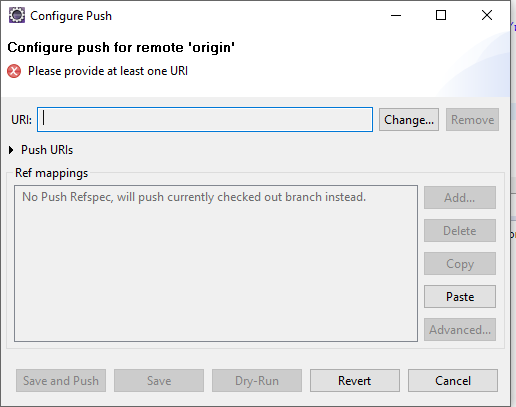 Configure Push
Configure push for remote 'origin'
Please provide at least one URI
URI:
Change...
Remove
Push URIs
Ref mappings
No Push Refspec, will push currently checked out branch instead.
Add...
Delete
Copy
Paste
Advanced...
Save and Push
Save
Dry-Run
Revert
Cancel